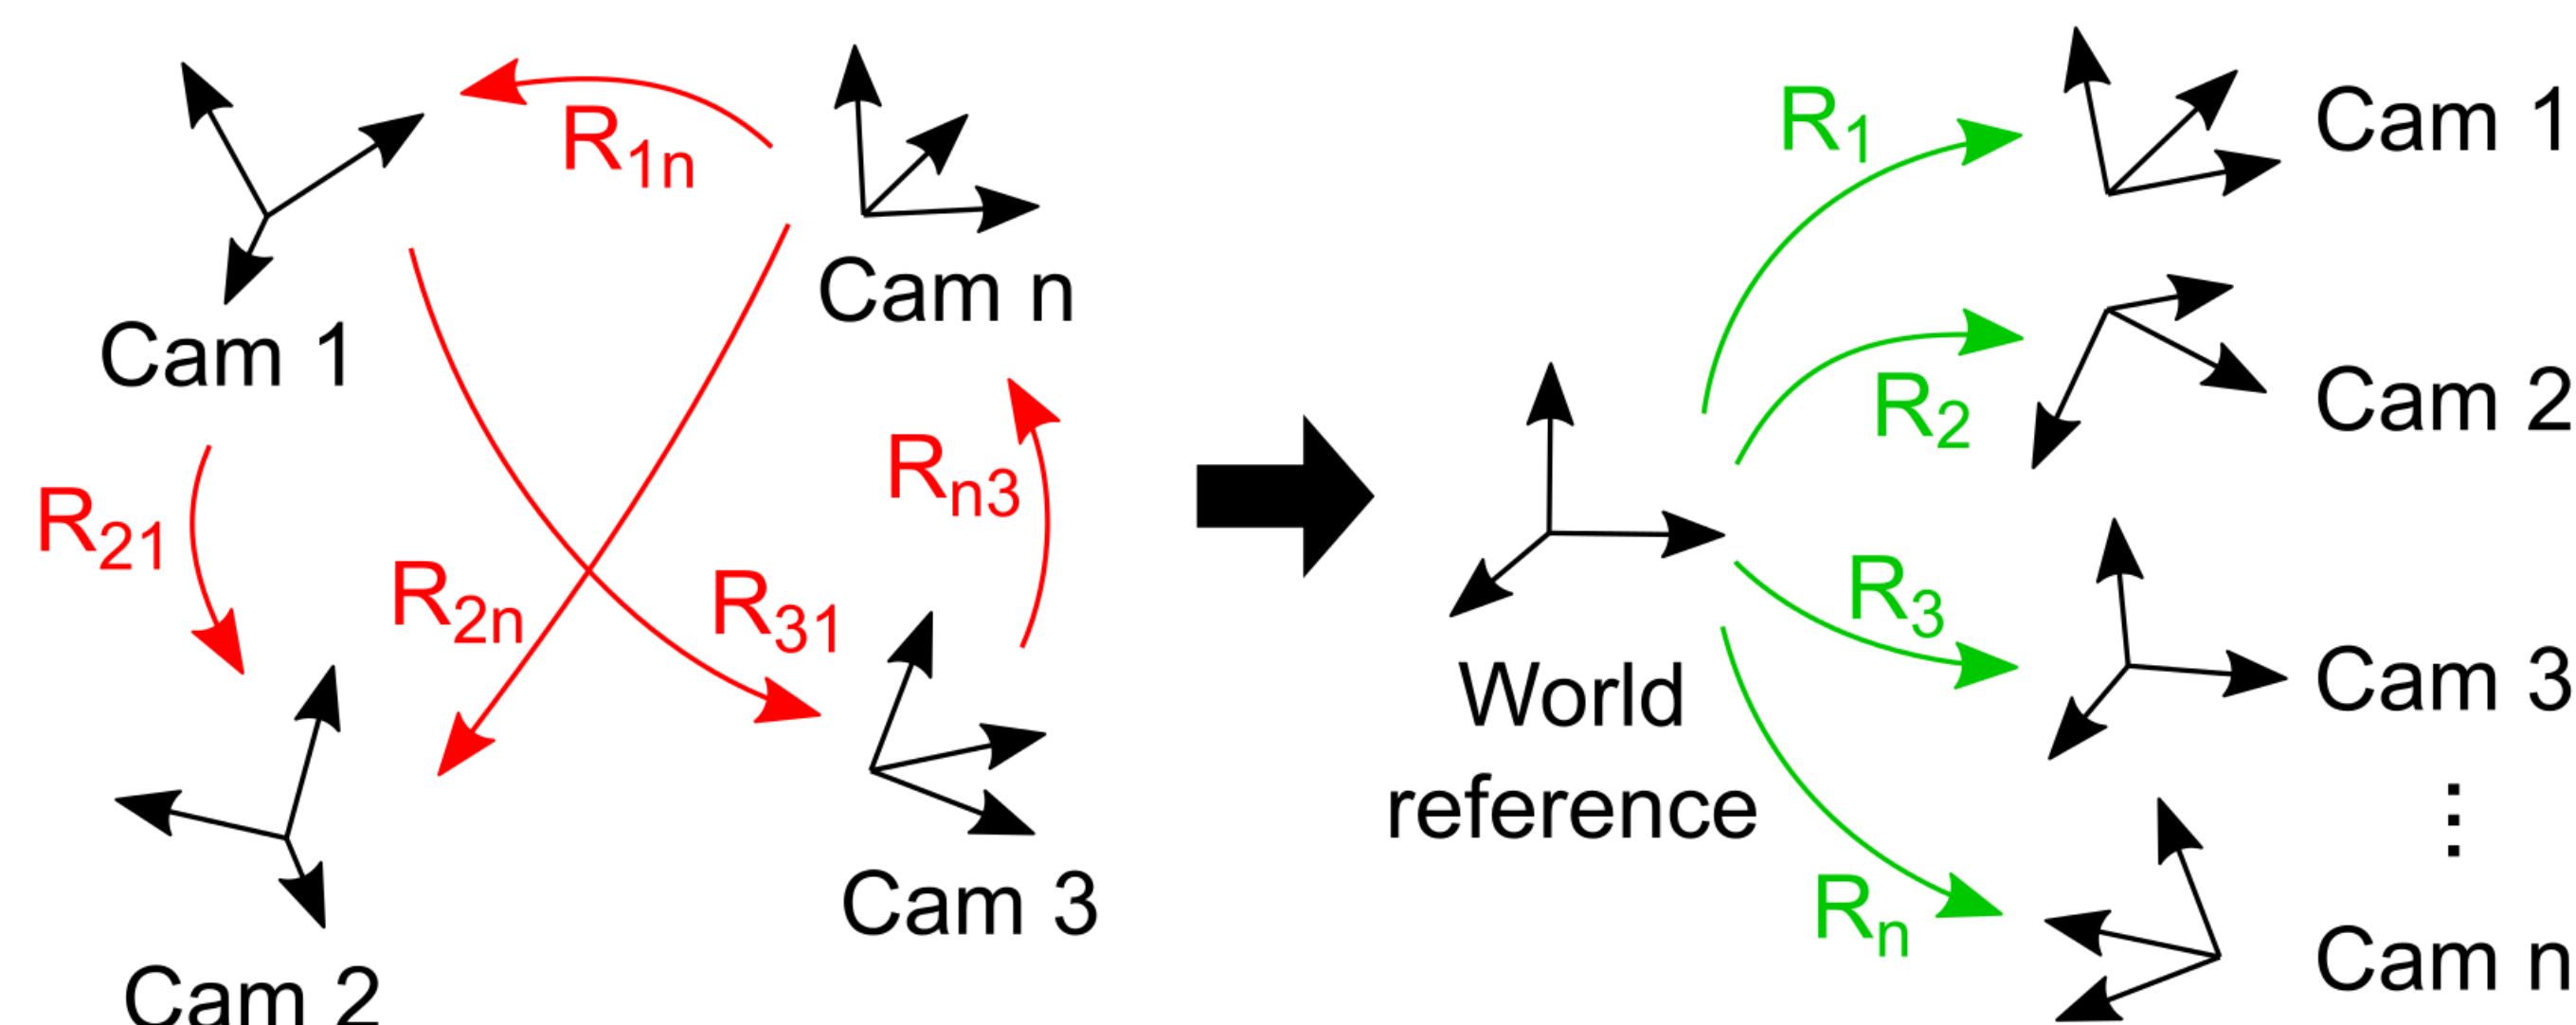 R1n
Cam 1
Cam n
R21
R2n
R31
Rn3
Cam 2
Cam 3
World
reference
R1
R2
R3
Rn
Cam 1
Cam 2
Cam 3
⋮
Cam n